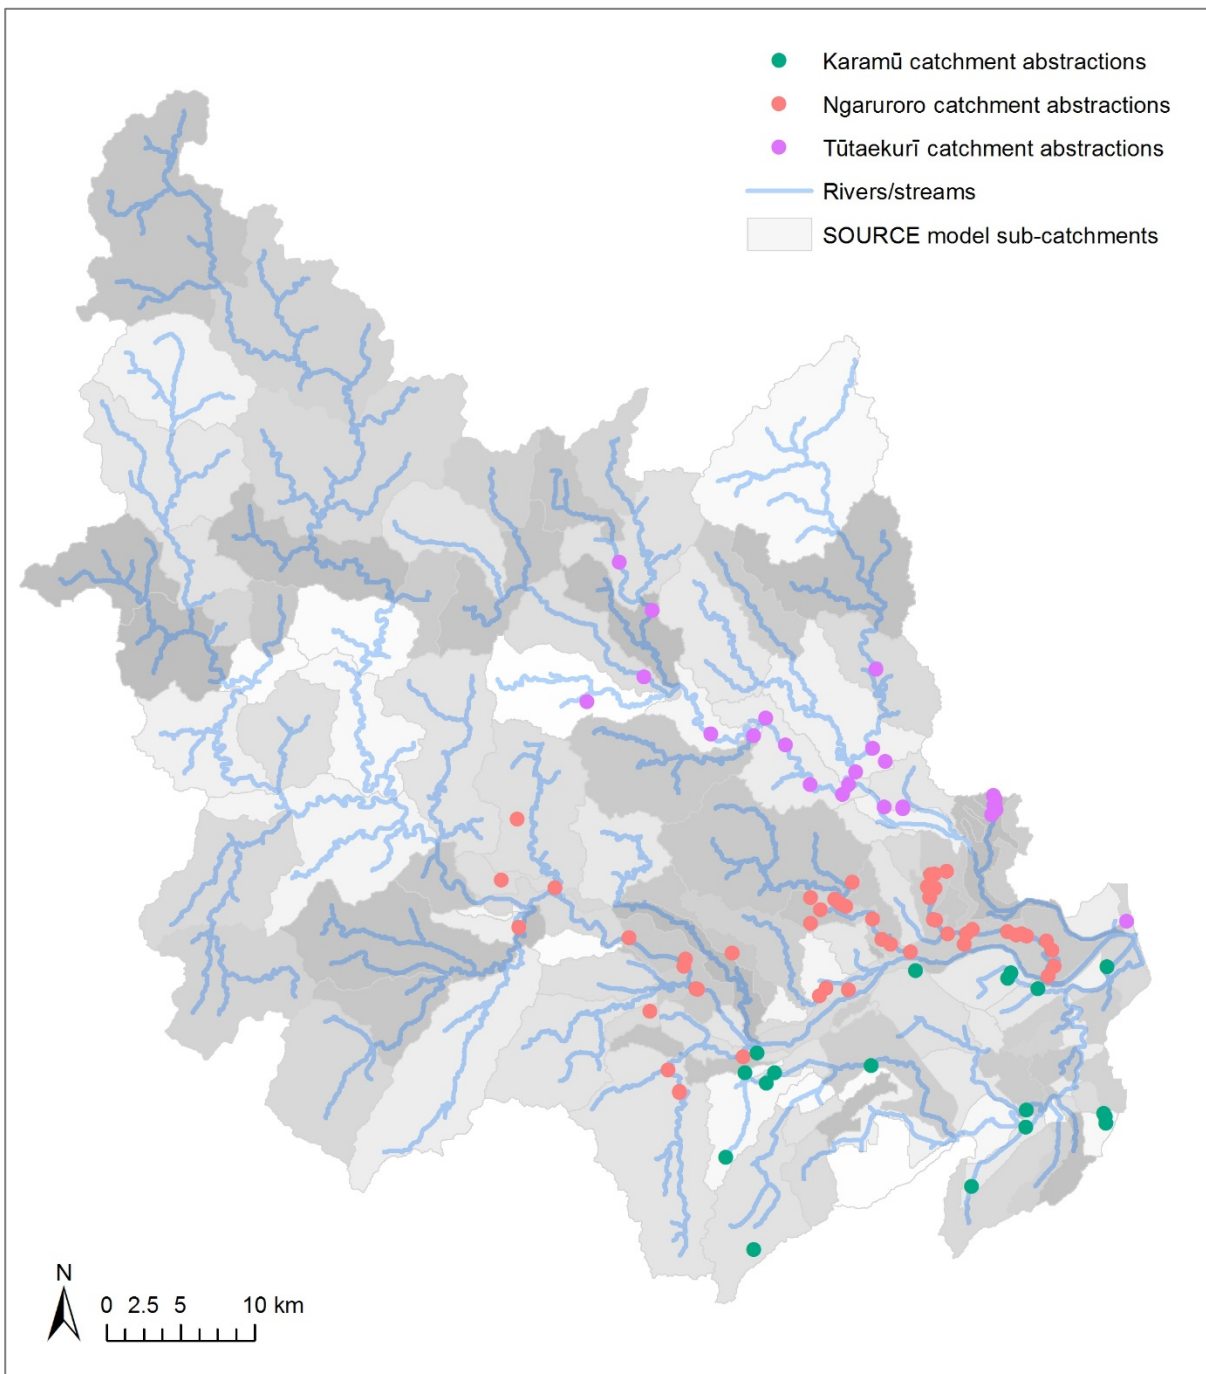 Karamū catchment abstractions
Ngaruroro catchment abstractions
Tūtaekurī catchment abstractions
Rivers/streams
SOURCE model sub-catchments
N
0 2.5 5 10 km